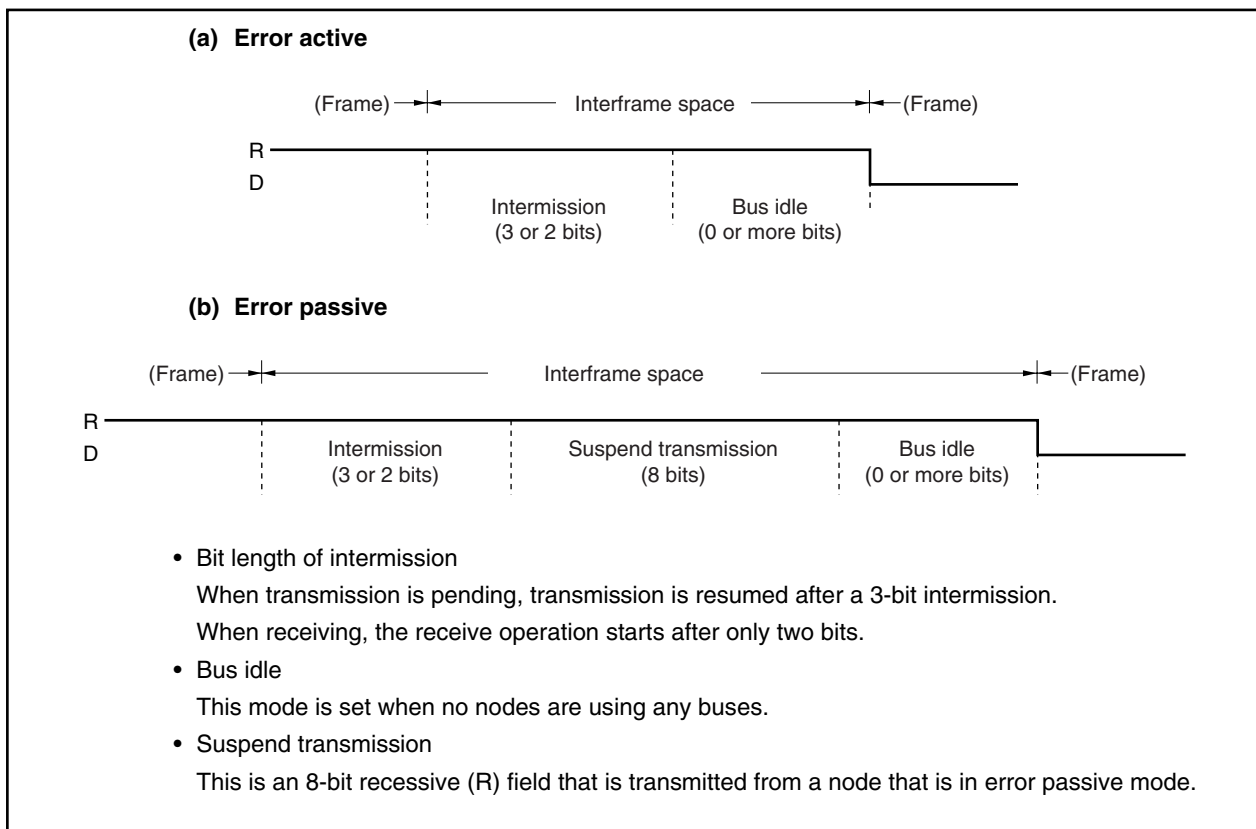 (a) Error active
(Frame) Interframe space (Frame)
R
D
Intermission Bus idle
(3 or 2 bits) (0 or more bits)
(b) Error passive
(Frame) Interframe space (Frame)
R
D
Intermission Suspend transmission Bus idle
(3 or 2 bits) (8 bits) (0 or more bits)
• Bit length of intermission
When transmission is pending, transmission is resumed after a 3-bit intermission.
When receiving, the receive operation starts after only two bits.
• Bus idle
This mode is set when no nodes are using any buses.
• Suspend transmission
This is an 8-bit recessive (R) field that is transmitted from a node that is in error passive mode.